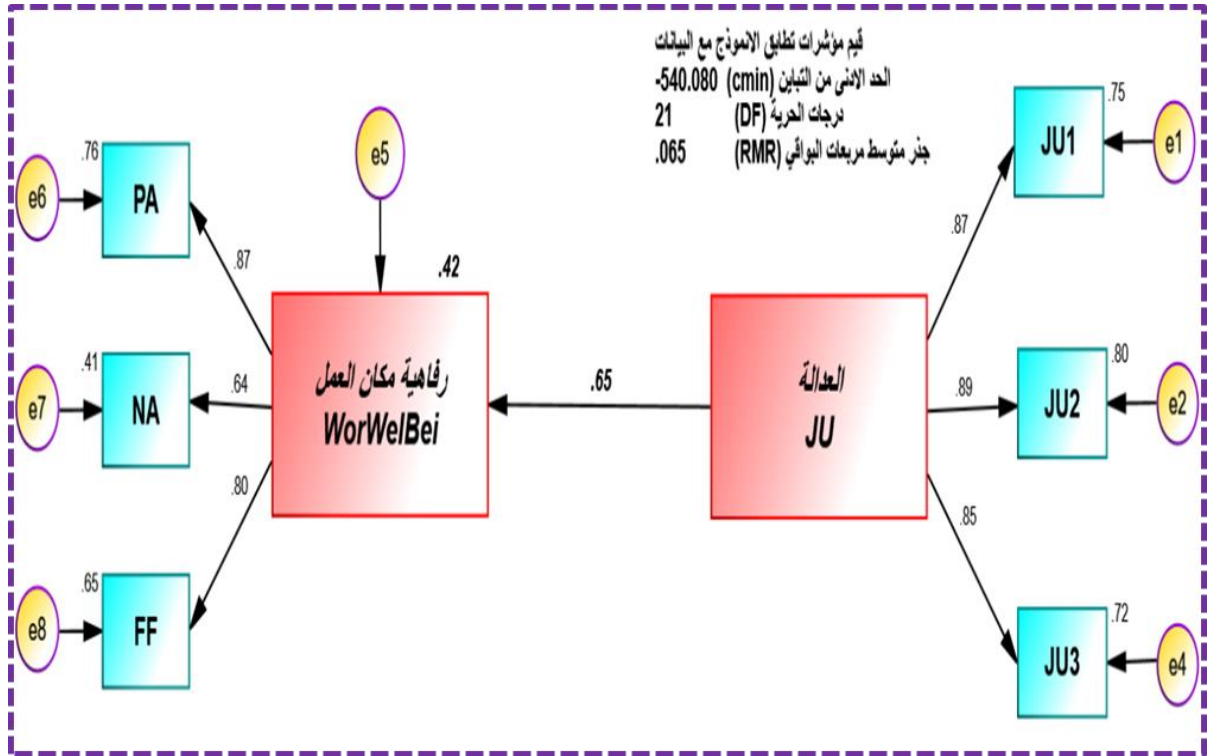 قيم مؤشرات تطابق الانموذج مع البيانات
الحد الادنى من التباين (cmin) 540.080-
درجات الحرية (DF) 21
جذر متوسط مربعات البواقي (RMR) .065
.75
JU1
e1
.76
PA
e6
e5
.87
.87
.42
رفاهية مكان العمل
WorWelBei
.65
العدالة
JU
.80
JU2
e2
.89
.41
NA
e7
.64
.80
.85
.65
FF
e8
.72
JU3
e4